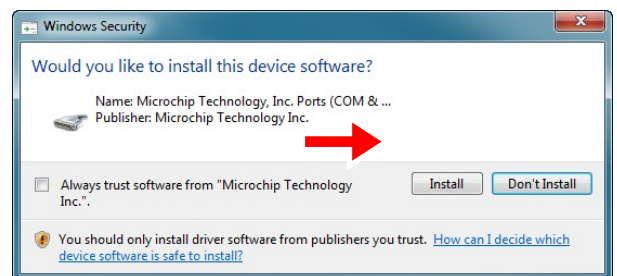 Windows Security
Would you like to install this device software?
Name: Microchip Technology, Inc. Ports (COM & ...
Publisher: Microchip Technology Inc.
Always trust software from "Microchip Technology
Inc.".
Install
Don't Install
You should only install driver software from publishers you trust. How can I decide which
device software is safe to install?